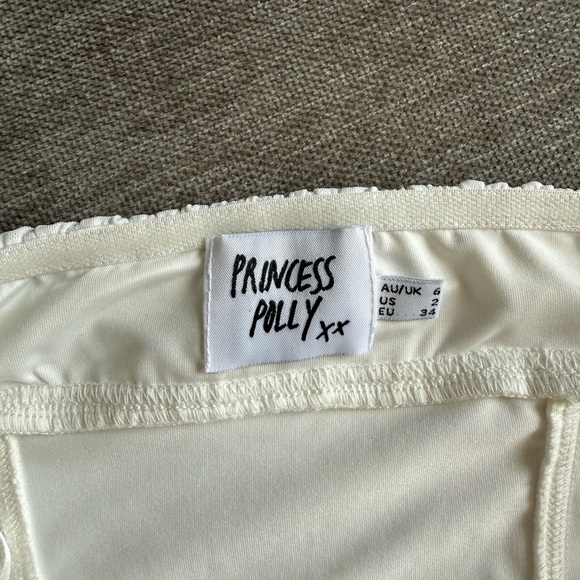 PRINCESS
POLLY xx
AU/UK 6
US 2
EU 34